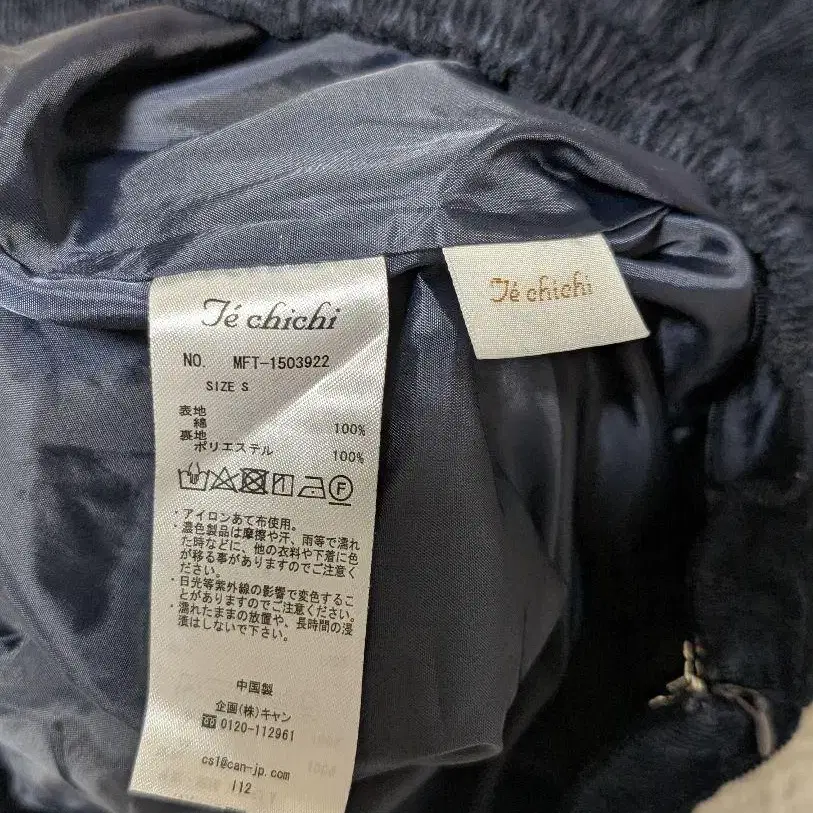 Té chichi
NO. MFT-1503922
SIZE S
表地
綿 100%
裏地
ポリエステル 100%
F
・アイロンあて布使用。
・濃色製品は摩擦や汗、雨等で濡れ
た時などに、他の衣料や下着に色
が移る事がありますのでご注意く
ださい。
・日光等紫外線の影響で変色するこ
とがありますのでご注意ください。
・濡れたままの放置や、長時間の浸
漬はしないで下さい。
中国製
企画(株)キャン
0120-112961
cs1@can-jp.com
I12
Té chichi